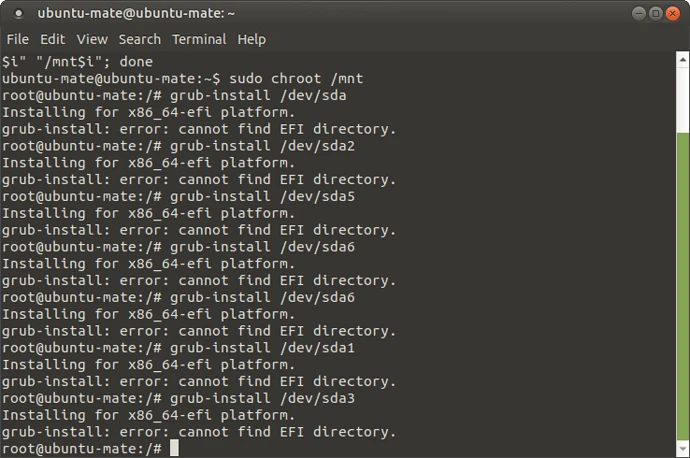 ubuntu-mate@ubuntu-mate: ~
File Edit View Search Terminal Help
$i" "/mnt$i"; done
ubuntu-mate@ubuntu-mate:~$ sudo chroot /mnt
root@ubuntu-mate:/# grub-install /dev/sda
Installing for x86_64-efi platform.
grub-install: error: cannot find EFI directory.
root@ubuntu-mate:/# grub-install /dev/sda2
Installing for x86_64-efi platform.
grub-install: error: cannot find EFI directory.
root@ubuntu-mate:/# grub-install /dev/sda5
Installing for x86_64-efi platform.
grub-install: error: cannot find EFI directory.
root@ubuntu-mate:/# grub-install /dev/sda6
Installing for x86_64-efi platform.
grub-install: error: cannot find EFI directory.
root@ubuntu-mate:/# grub-install /dev/sda6
Installing for x86_64-efi platform.
grub-install: error: cannot find EFI directory.
root@ubuntu-mate:/# grub-install /dev/sda1
Installing for x86_64-efi platform.
grub-install: error: cannot find EFI directory.
root@ubuntu-mate:/# grub-install /dev/sda3
Installing for x86_64-efi platform.
grub-install: error: cannot find EFI directory.
root@ubuntu-mate:/#